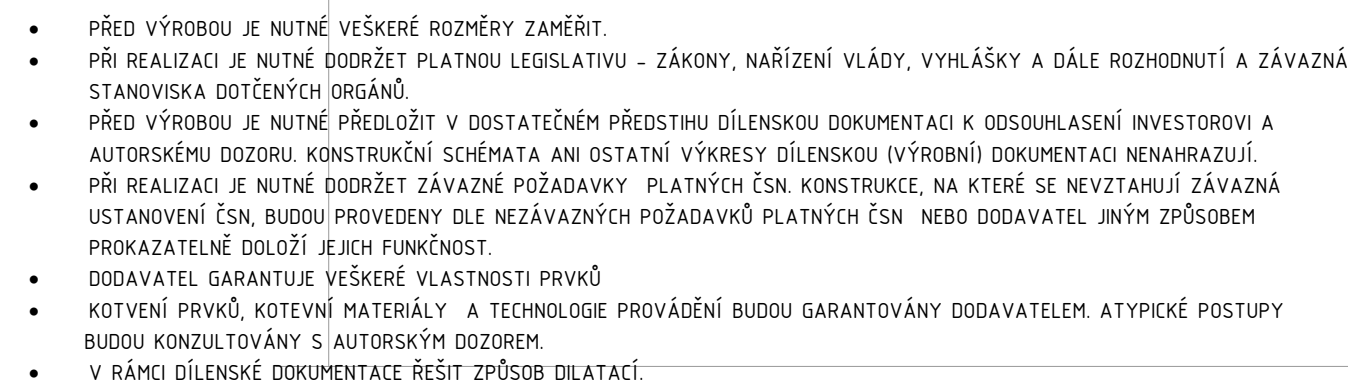 • PŘED VÝROBOU JE NUTNÉ VEŠKERÉ ROZMĚRY ZAMĚŘIT.
• PŘI REALIZACI JE NUTNÉ DODRŽET PLATNOU LEGISLATIVU – ZÁKONY, NAŘÍZENÍ VLÁDY, VYHLÁŠKY A DÁLE ROZHODNUTÍ A ZÁVAZNÁ
STANOVISKA DOTČENÝCH ORGÁNŮ.
• PŘED VÝROBOU JE NUTNÉ PŘEDLOŽIT V DOSTATEČNÉM PŘEDSTIHU DÍLENSKOU DOKUMENTACI K ODSOUHLASENÍ INVESTOROVI A
AUTORSKÉMU DOZORU. KONSTRUKČNÍ SCHÉMATA ANI OSTATNÍ VÝKRESY DÍLENSKOU (VÝROBNÍ) DOKUMENTACI NENAHRAZUJÍ.
• PŘI REALIZACI JE NUTNÉ DODRŽET ZÁVAZNÉ POŽADAVKY PLATNÝCH ČSN. KONSTRUKCE, NA KTERÉ SE NEVZTAHUJÍ ZÁVAZNÁ
USTANOVENÍ ČSN, BUDOU PROVEDENY DLE NEZÁVAZNÝCH POŽADAVKŮ PLATNÝCH ČSN NEBO DODAVATEL JINÝM ZPŮSOBEM
PROKAZATELNĚ DOLOŽÍ JEJICH FUNKČNOST.
• DODAVATEL GARANTUJE VEŠKERÉ VLASTNOSTI PRVKŮ
• KOTVENÍ PRVKŮ, KOTEVNÍ MATERIÁLY A TECHNOLOGIE PROVÁDĚNÍ BUDOU GARANTOVÁNY DODAVATELEM. ATYPICKÉ POSTUPY
BUDOU KONZULTOVÁNY S AUTORSKÝM DOZOREM.
• V RÁMCI DÍLENSKÉ DOKUMENTACE ŘEŠIT ZPŮSOB DILATACÍ.